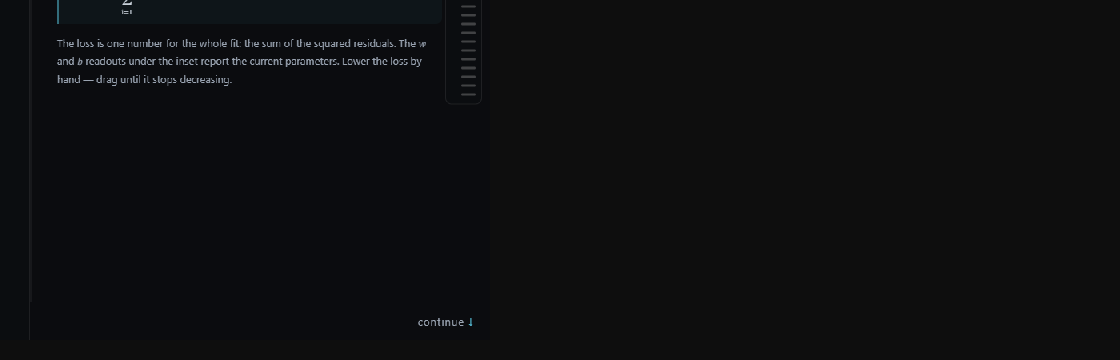 The loss is one number for the whole fit: the sum of the squared residuals. The w
and b readouts under the inset report the current parameters. Lower the loss by
hand — drag until it stops decreasing.
continue ↓